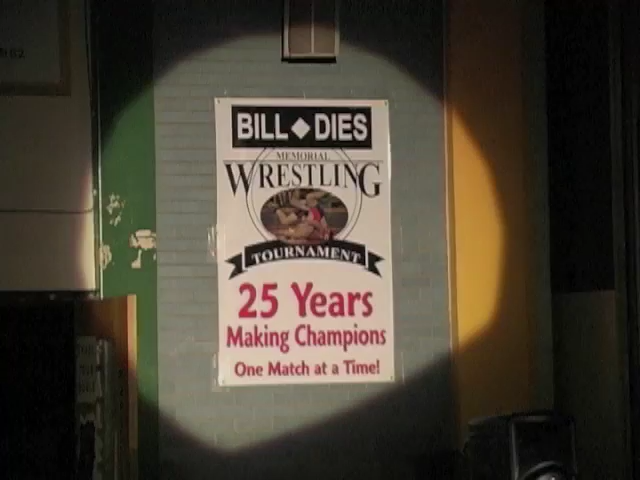 BILL DIES
MEMORIAL
WRESTLING
TOURNAMENT
25 Years
Making Champions
One Match at a Time!